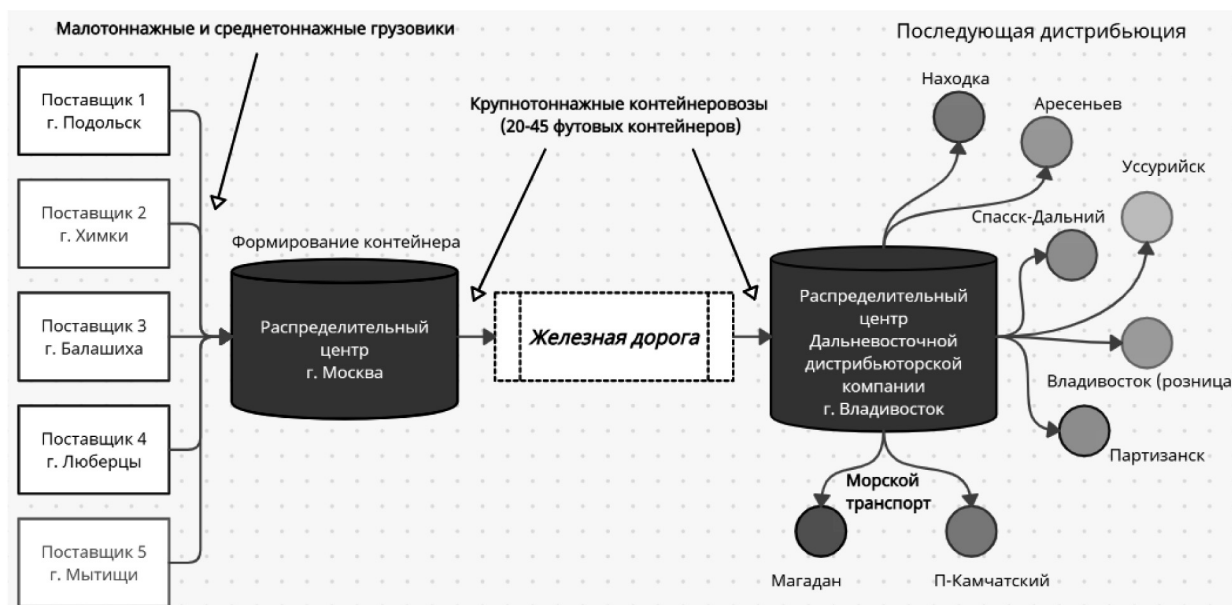 Малотоннажные и среднетоннажные грузовики
Последующая дистрибьюция
Поставщик 1
г. Подольск
Поставщик 2
г. Химки
Поставщик 3
г. Балашиха
Поставщик 4
г. Люберцы
Поставщик 5
г. Мытищи
Формирование контейнера
Распределительный
центр
г. Москва
Крупнотоннажные контейнеровозы
(20-45 футовых контейнеров)
Железная дорога
Распределительный
центр
Дальневосточной
дистрибьюторской
компании
г. Владивосток
Находка
Аресеньев
Уссурийск
Спасск-Дальний
Владивосток (розница
Партизанск
Морской
транспорт
Магадан
П-Камчатский